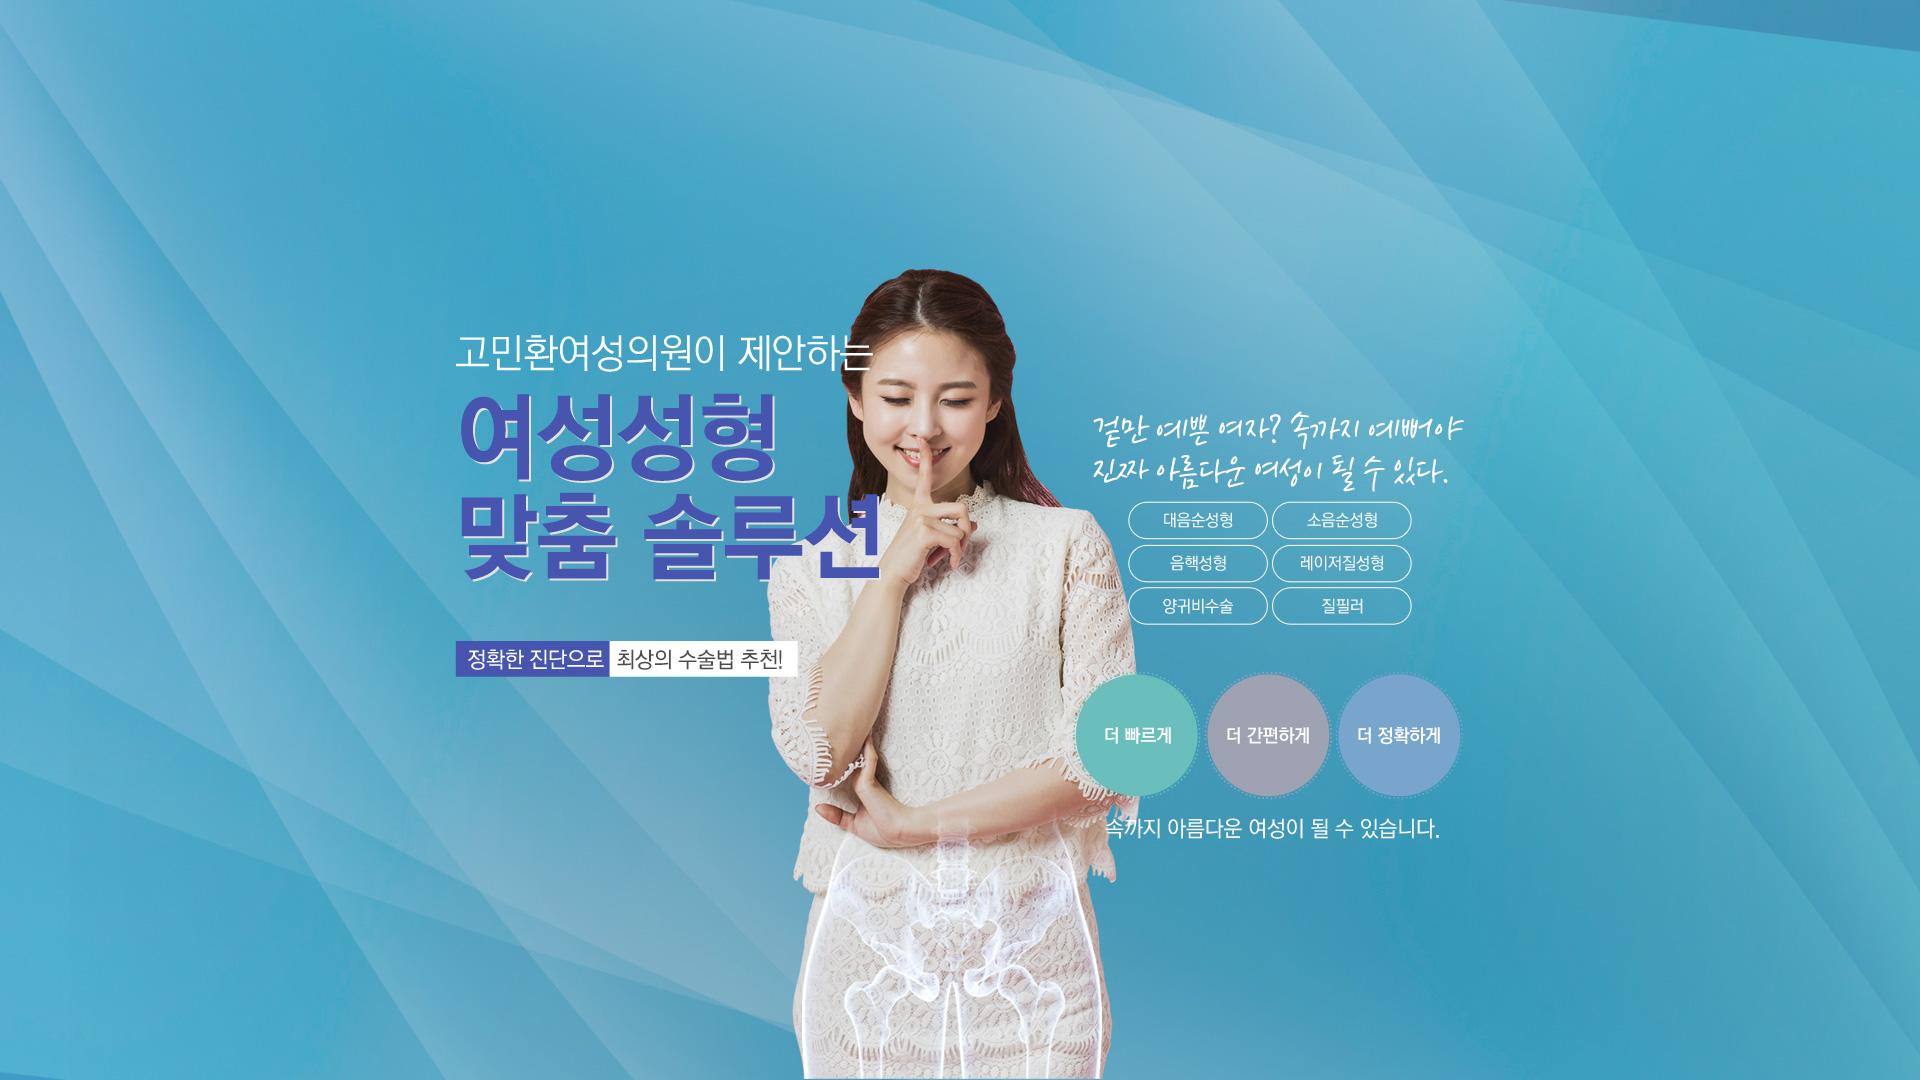 고민환여성의원이 제안하는
여성성형
맞춤 솔루션
정확한 진단으로 최상의 수술법 추천!
겉만 예쁜 여자? 속까지 예뻐야
진짜 아름다운 여성이 될 수 있다.
대음순성형 소음순성형
음핵성형 레이저질성형
양귀비수술 질필러
더 빠르게 더 간편하게 더 정확하게
속까지 아름다운 여성이 될 수 있습니다.